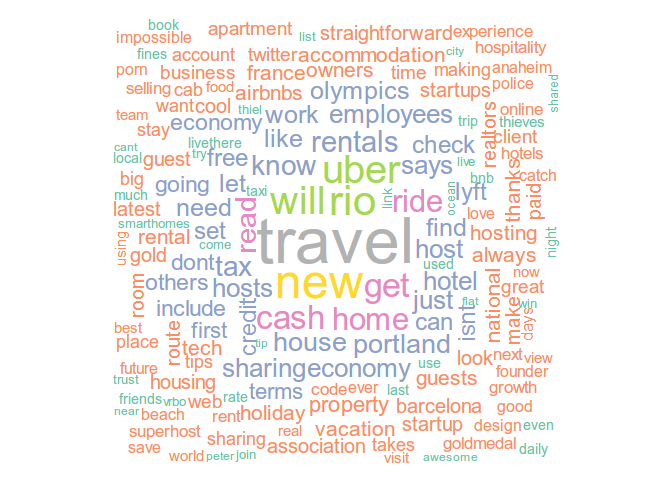 book
impossible
apartment
list
straightforward
experience
fines
account
twitter
accommodation
city
hospitality
porn
business
france
owners
time
making
anaheim
selling
cab
food
airbnbs
olympics
startups
police
shared
want
cool
work
employees
online
team
thiel
economy
trip
thieves
stay
livethere
like
rentals
check
realtors
client
cant
local
guest
try
free
know
uber
says
live
hotels
big
going
let
taxi
will
rio
link
ride
ocean
lyft
bnb
thanks
catch
much
latest
need
read
love
paid
smarthomes
set
travel
find
hosting
using
rental
come
host
always
night
gold
dont
tax
new
get
used
hotel
now
others
hosts
just
flat
great
room
include
credit
cash
home
can
isnt
national
make
win
days
best
first
tip
house
portland
place
route
tech
sharingeconomy
use
look
next
view
future
tips
founder
trust
housing
terms
code
ever
last
guests
growth
friends
vrbo
web
rate
property
barcelona
good
near
beach
rent
holiday
vacation
startup
design
even
superhost
sharing
real
association
takes
goldmedal
daily
save
world
peter
join
visit
awesome